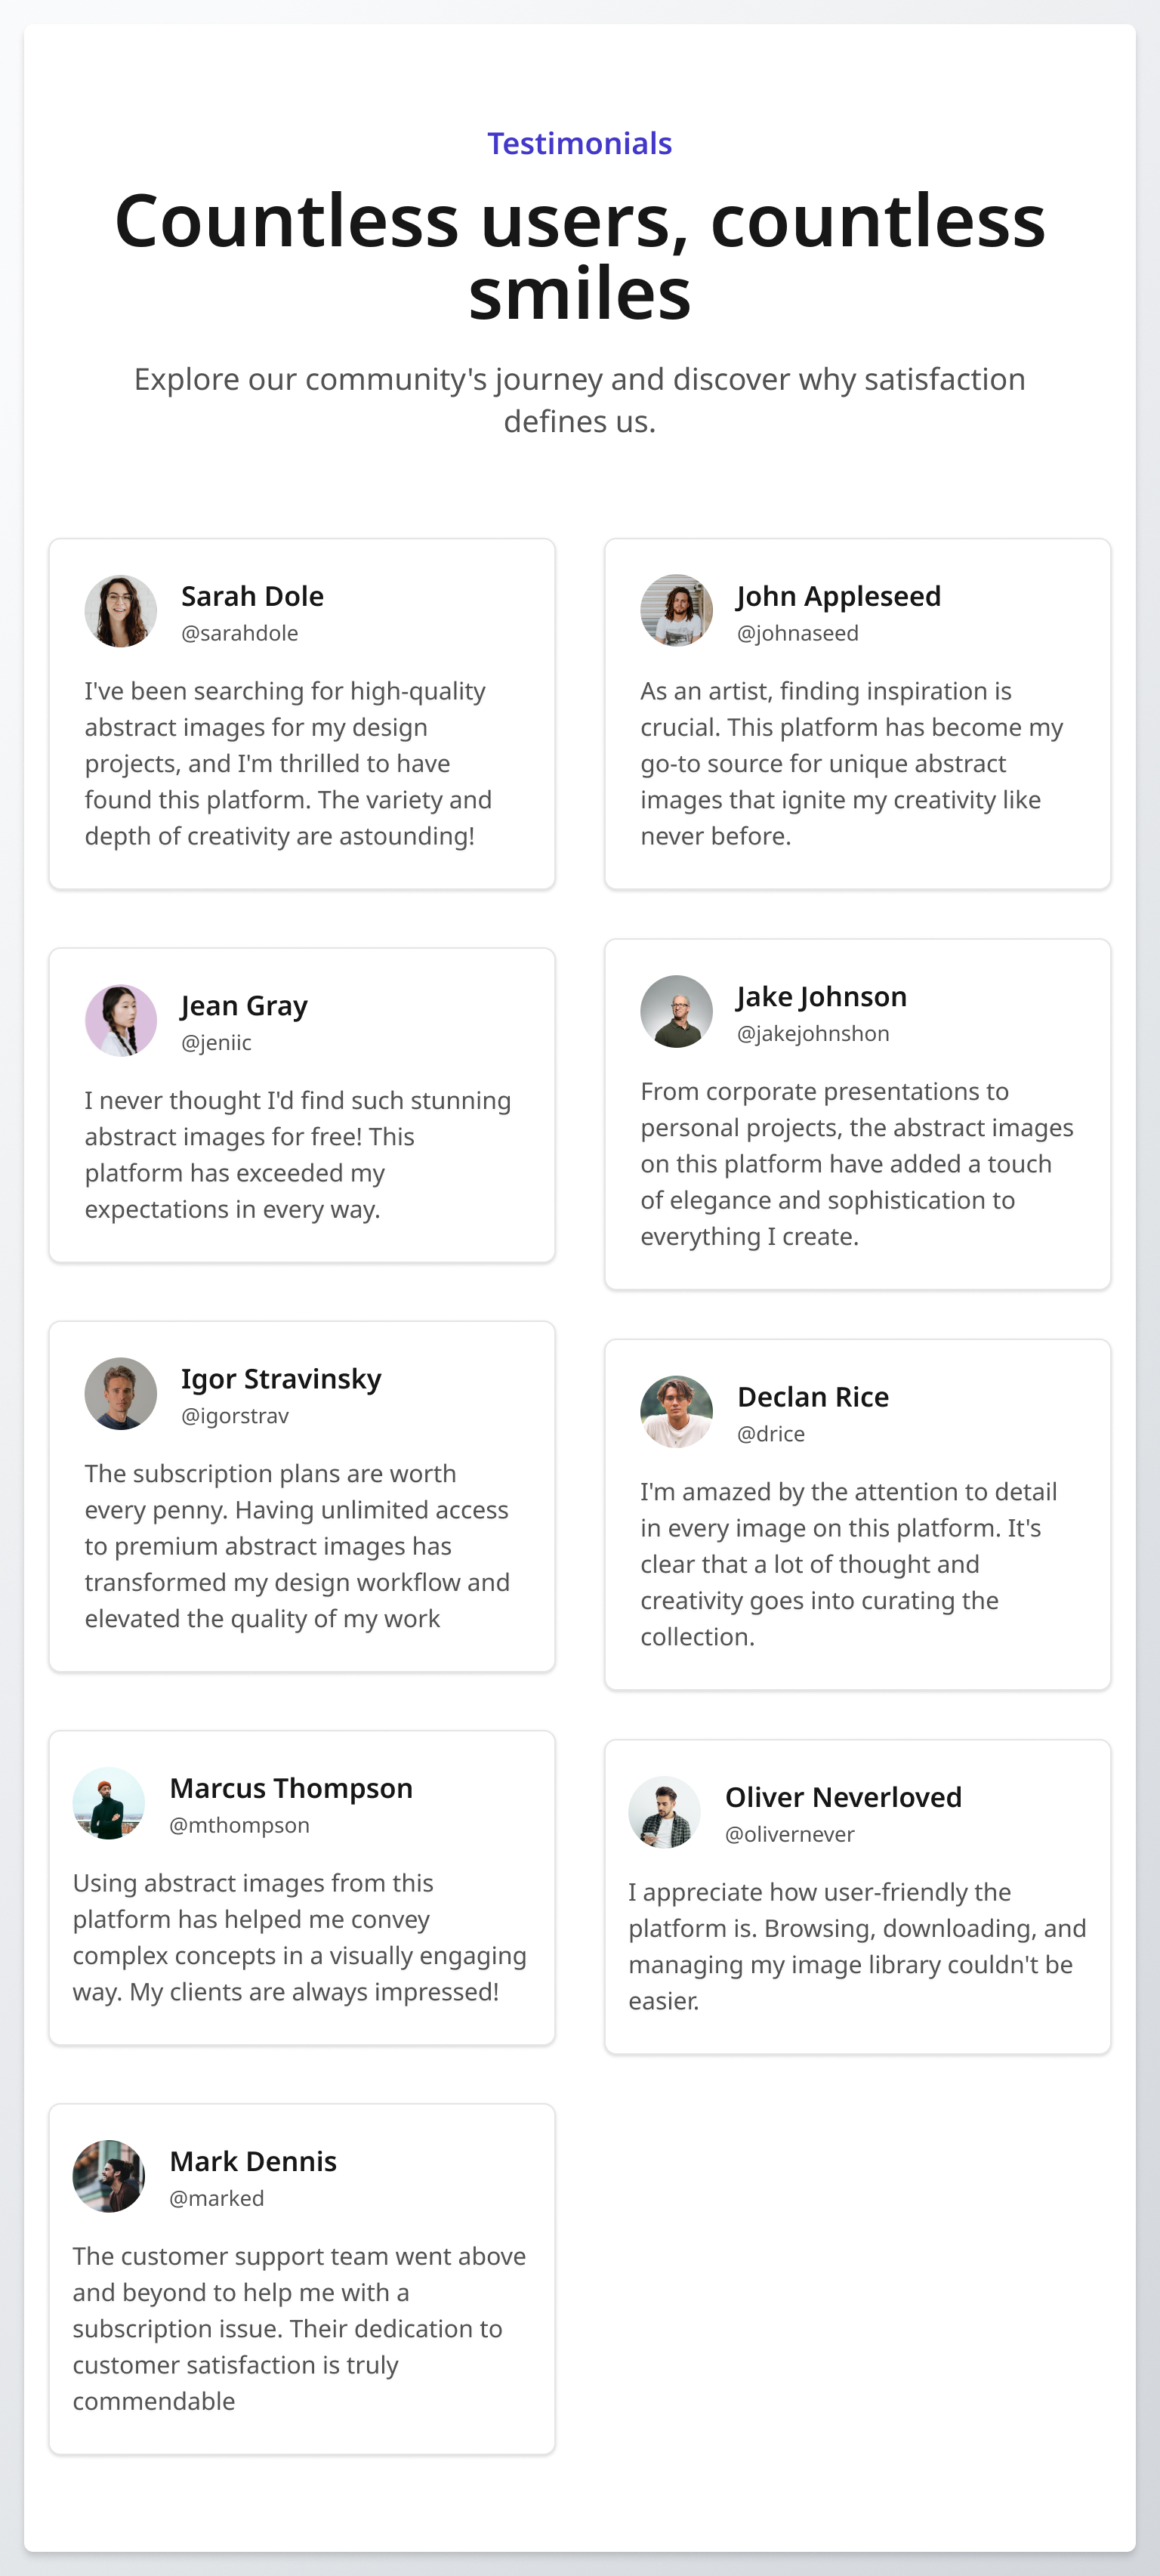 Testimonials
Countless users, countless
smiles
Explore our community's journey and discover why satisfaction
defines us.
Sarah Dole
@sarahdole
I've been searching for high-quality
abstract images for my design
projects, and I'm thrilled to have
found this platform. The variety and
depth of creativity are astounding!
John Appleseed
@johnaseed
As an artist, finding inspiration is
crucial. This platform has become my
go-to source for unique abstract
images that ignite my creativity like
never before.
Jean Gray
@jeniic
I never thought I'd find such stunning
abstract images for free! This
platform has exceeded my
expectations in every way.
Jake Johnson
@jakejohnshon
From corporate presentations to
personal projects, the abstract images
on this platform have added a touch
of elegance and sophistication to
everything I create.
Igor Stravinsky
@igorstrav
The subscription plans are worth
every penny. Having unlimited access
to premium abstract images has
transformed my design workflow and
elevated the quality of my work
Declan Rice
@drice
I'm amazed by the attention to detail
in every image on this platform. It's
clear that a lot of thought and
creativity goes into curating the
collection.
Marcus Thompson
@mthompson
Using abstract images from this
platform has helped me convey
complex concepts in a visually engaging
way. My clients are always impressed!
Oliver Neverloved
@olivernever
I appreciate how user-friendly the
platform is. Browsing, downloading, and
managing my image library couldn't be
easier.
Mark Dennis
@marked
The customer support team went above
and beyond to help me with a
subscription issue. Their dedication to
customer satisfaction is truly
commendable